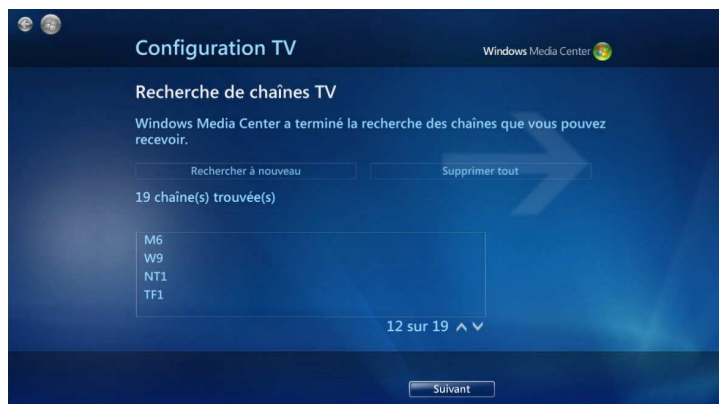 Configuration TV
Windows Media Center
Recherche de chaînes TV
Windows Media Center a terminé la recherche des chaînes que vous pouvez
recevoir.
Rechercher à nouveau
Supprimer tout
19 chaîne(s) trouvée(s)
M6
W9
NT1
TF1
12 sur 19
Suivant